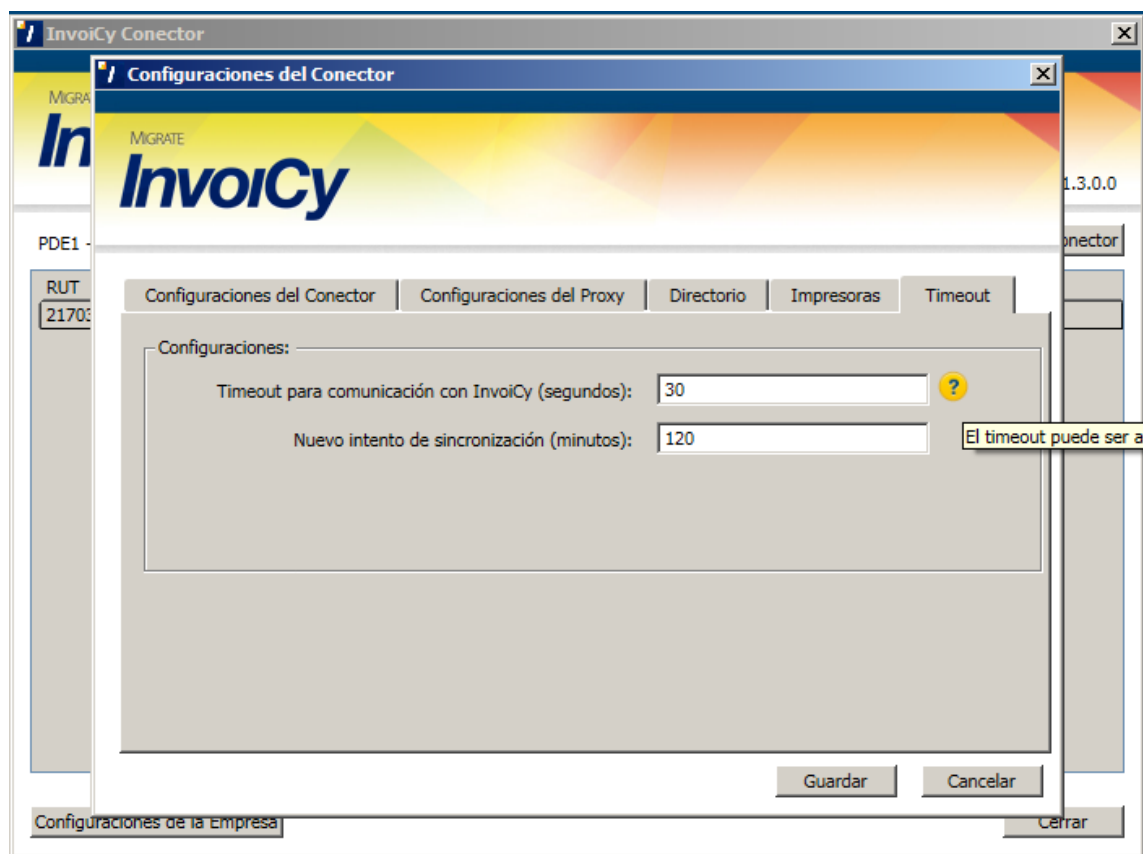 InvoiCy Conector
Configuraciones del Conector
MIGRATE
InvoiCy
1.3.0.0
PDE1 -
RUT
21703
Configuraciones del Conector
Configuraciones del Proxy
Directorio
Impresoras
Timeout
Configuraciones:
Timeout para comunicación con InvoiCy (segundos):
30
?
Nuevo intento de sincronización (minutos):
120
El timeout puede ser a
Guardar
Cancelar
Configuraciones de la Empresa
Cerrar